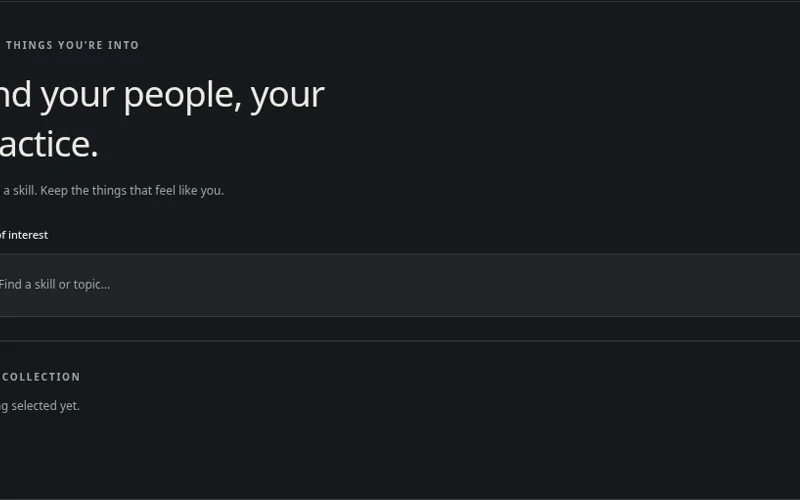 THINGS YOU'RE INTO
nd your people, your
actice.
a skill. Keep the things that feel like you.
of interest
Find a skill or topic...
COLLECTION
g selected yet.